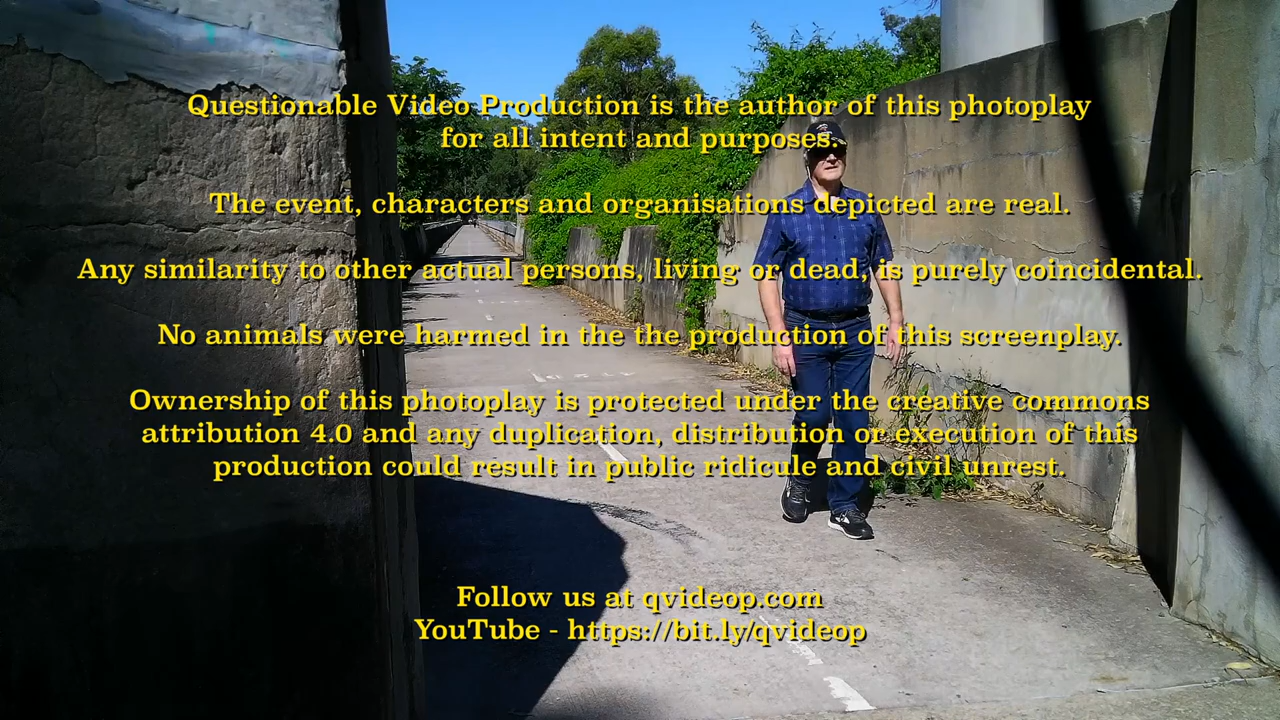 Questionable Video Production is the author of this photoplay
for all intent and purposes.
The event, characters and organisations depicted are real.
Any similarity to other actual persons, living or dead, is purely coincidental.
No animals were harmed in the the production of this screenplay.
Ownership of this photoplay is protected under the creative commons
attribution 4.0 and any duplication, distribution or execution of this
production could result in public ridicule and civil unrest.
Follow us at qvideop.com
YouTube - https://bit.ly/qvideop